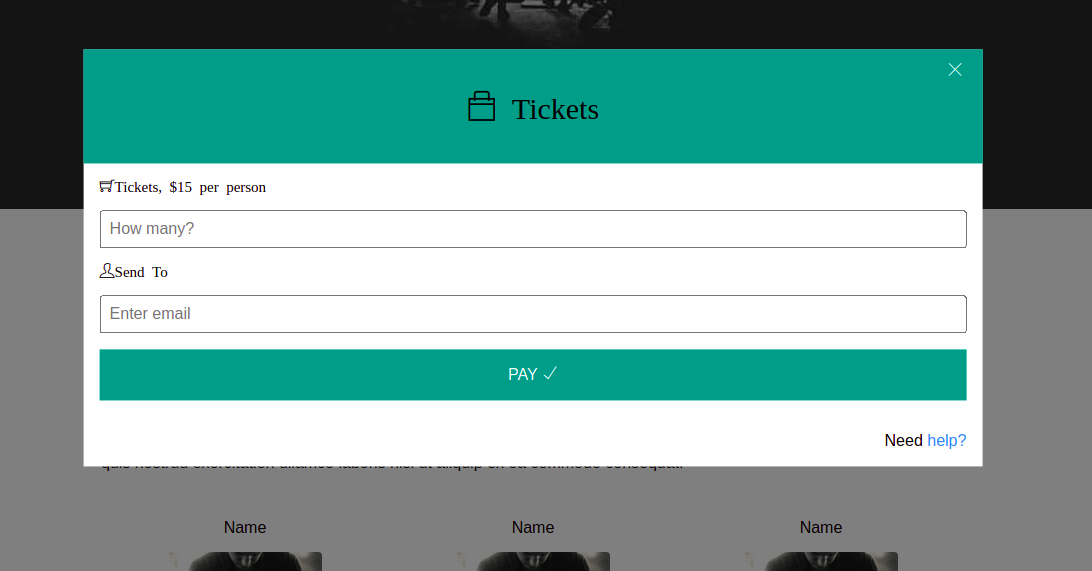 Tickets
Tickets, $15 per person
How many?
Send To
Enter email
PAY
Need help?
quis nostrud exercitation ullamco laboris nisi ut aliquip ex ea commodo consequat.
Name Name Name